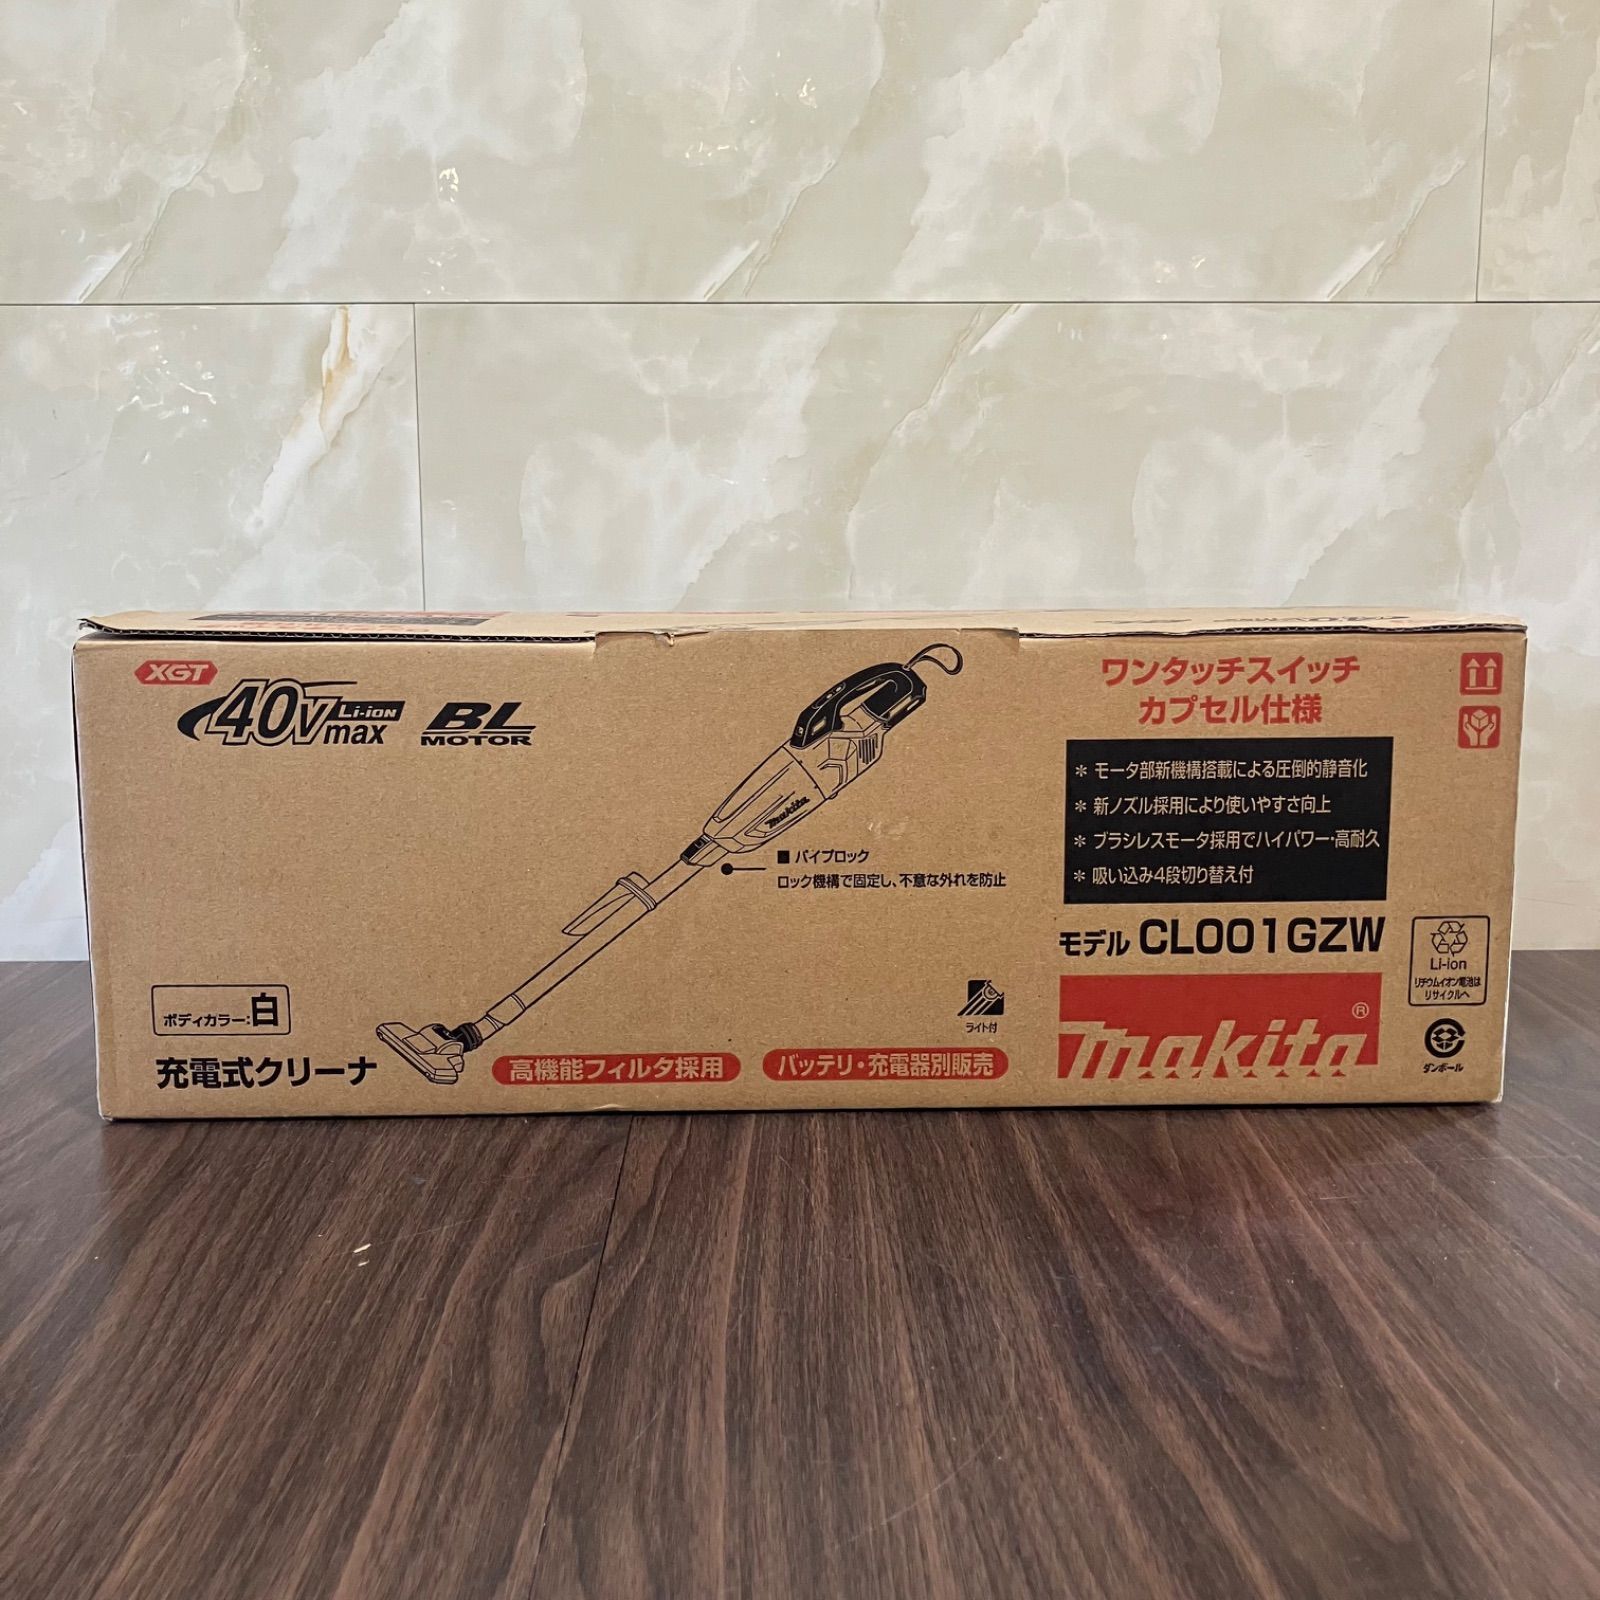 XGT
40Vmax Li-ion
BL MOTOR
makita
■ パイプロック
ロック機構で固定し、不意な外れを防止
ボディカラー:白
充電式クリーナ
高機能フィルタ採用
バッテリ・充電器別販売
ライト付
ワンタッチスイッチ
カプセル仕様
* モータ部新機構搭載による圧倒的静音化
* 新ノズル採用により使いやすさ向上
* ブラシレスモータ採用でハイパワー・高耐久
* 吸い込み4段切り替え付
モデル CL001GZW
makita®
Li-ion
リチウムイオン電池は
リサイクルへ
ダンボール